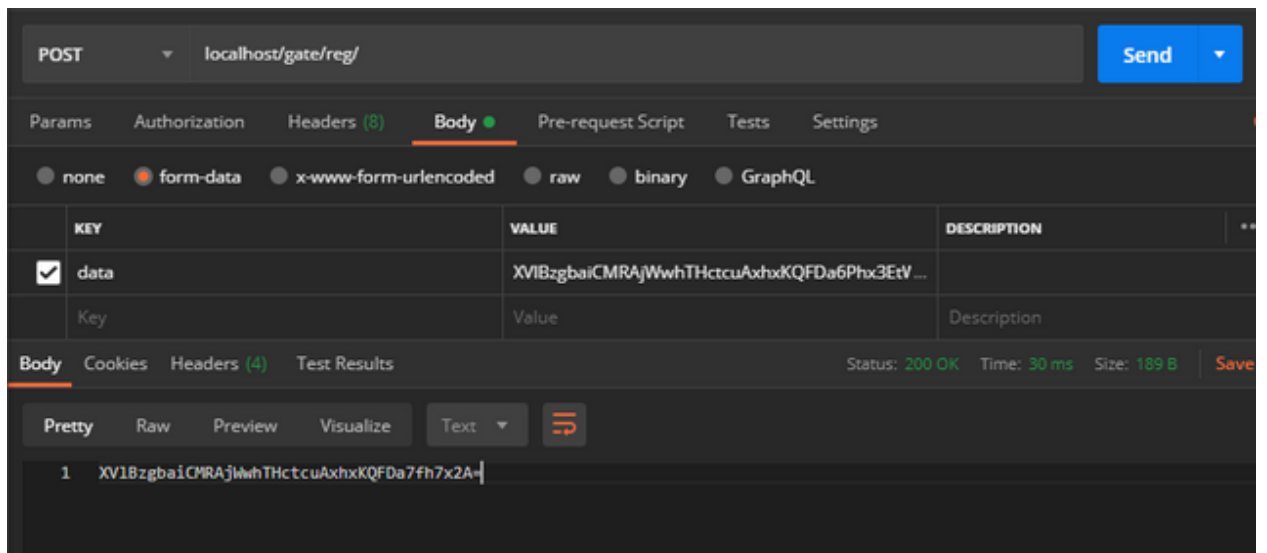 POST localhost/gate/reg/ Send
Params Authorization Headers (8) Body Pre-request Script Tests Settings
none form-data x-www-form-urlencoded raw binary GraphQL
KEY VALUE DESCRIPTION
data XVlBzgbaiCMRAjWwhTHctcuAxhxKQFDa6Phx3EtV...
Key Value Description
Body Cookies Headers (4) Test Results Status: 200 OK Time: 30 ms Size: 189 B Save
Pretty Raw Preview Visualize Text
1 XVlBzgbaiCMRAjWwhTHctcuAxhxKQFDa7fh7x2A=